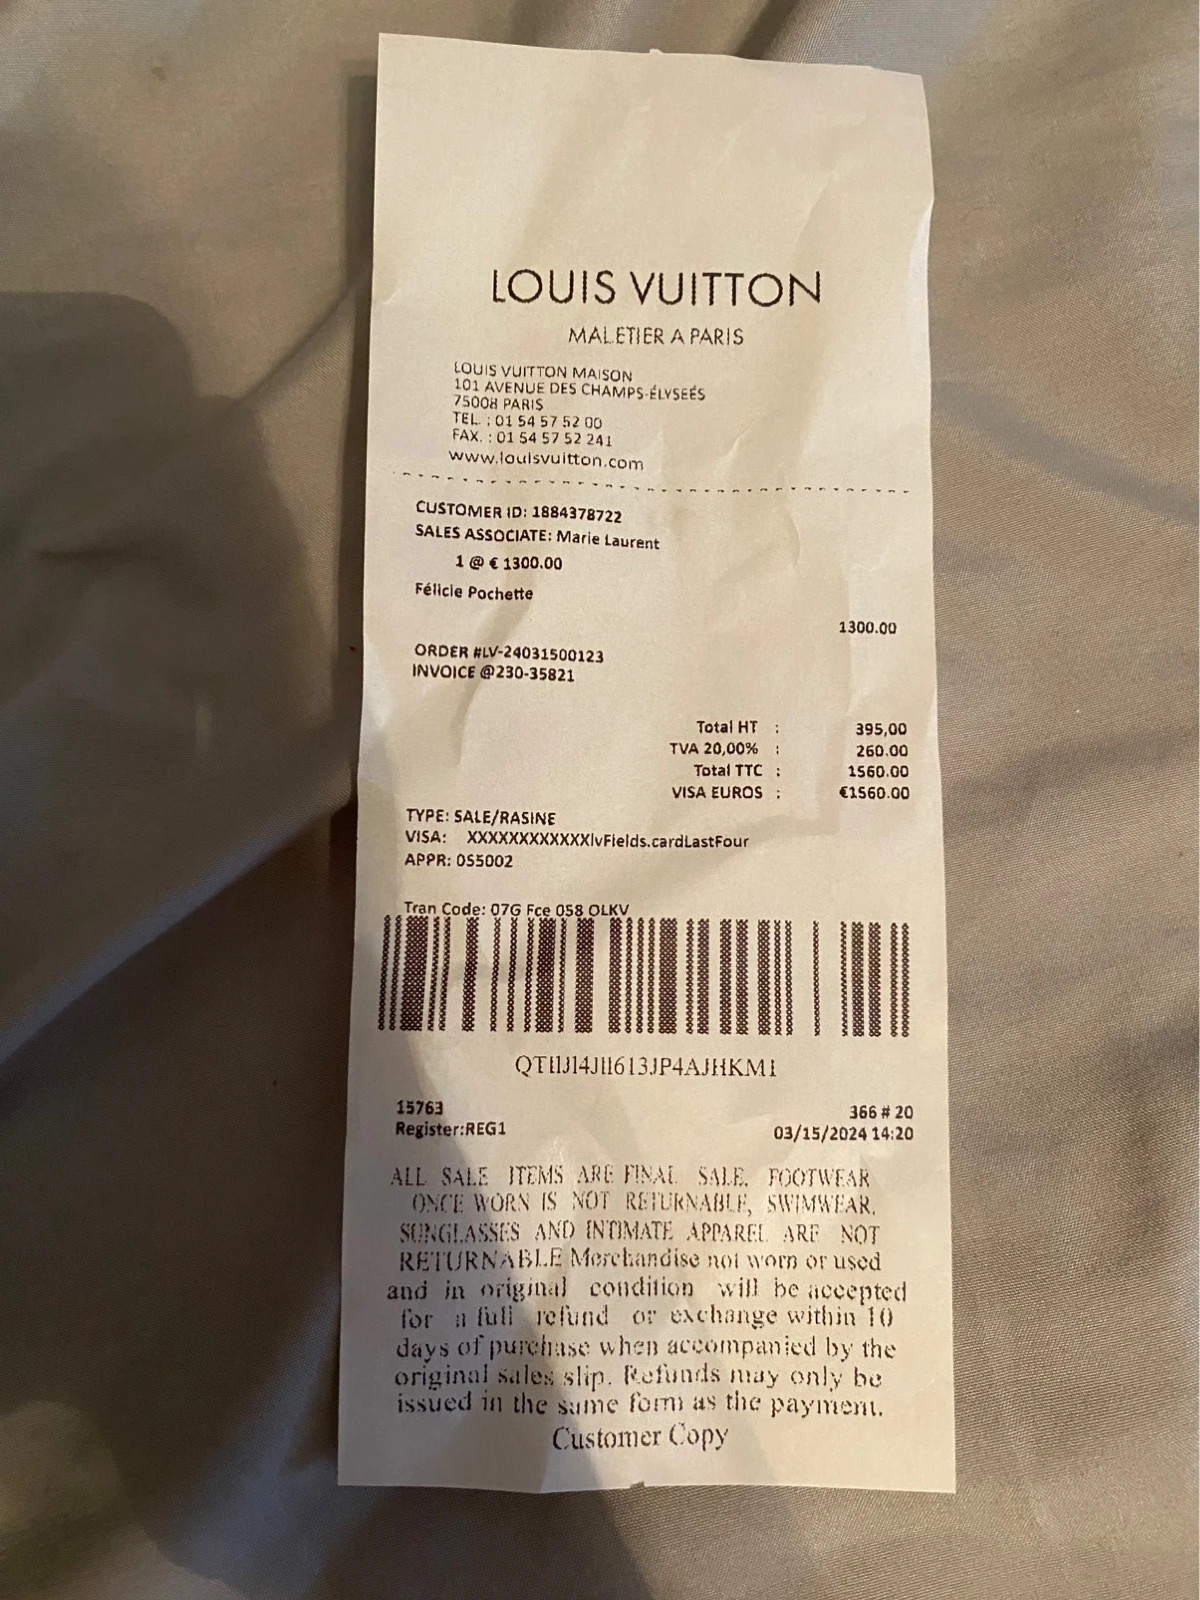 LOUIS VUITTON
MALETIER A PARIS
LOUIS VUITTON MAISON
101 AVENUE DES CHAMPS-ÉLYSEÉS
75008 PARIS
TEL. : 01 54 57 52 00
FAX. : 01 54 57 52 241
www.louisvuitton.com
CUSTOMER ID: 1884378722
SALES ASSOCIATE: Marie Laurent
1 @ € 1300.00
Félicie Pochette
1300.00
ORDER #LV-24031500123
INVOICE @230-35821
Total HT : 395,00
TVA 20,00% : 260.00
Total TTC : 1560.00
VISA EUROS : €1560.00
TYPE: SALE/RASINE
VISA: XXXXXXXXXXXXlvFields.cardLastFour
APPR: 0S5002
Tran Code: 07G Fce 058 OLKV
15763 366 # 20
Register:REG1 03/15/2024 14:20
ALL SALE ITEMS ARE FINAL SALE. FOOTWEAR
ONCE WORN IS NOT RETURNABLE, SWIMWEAR,
SUNGLASSES AND INTIMATE APPAREL ARE NOT
RETURNABLE Merchandise not worn or used
and in original condition will be accepted
for a full refund or exchange within 10
days of purchase when accompanied by the
original sales slip. Refunds may only be
issued in the same form as the payment.
Customer Copy